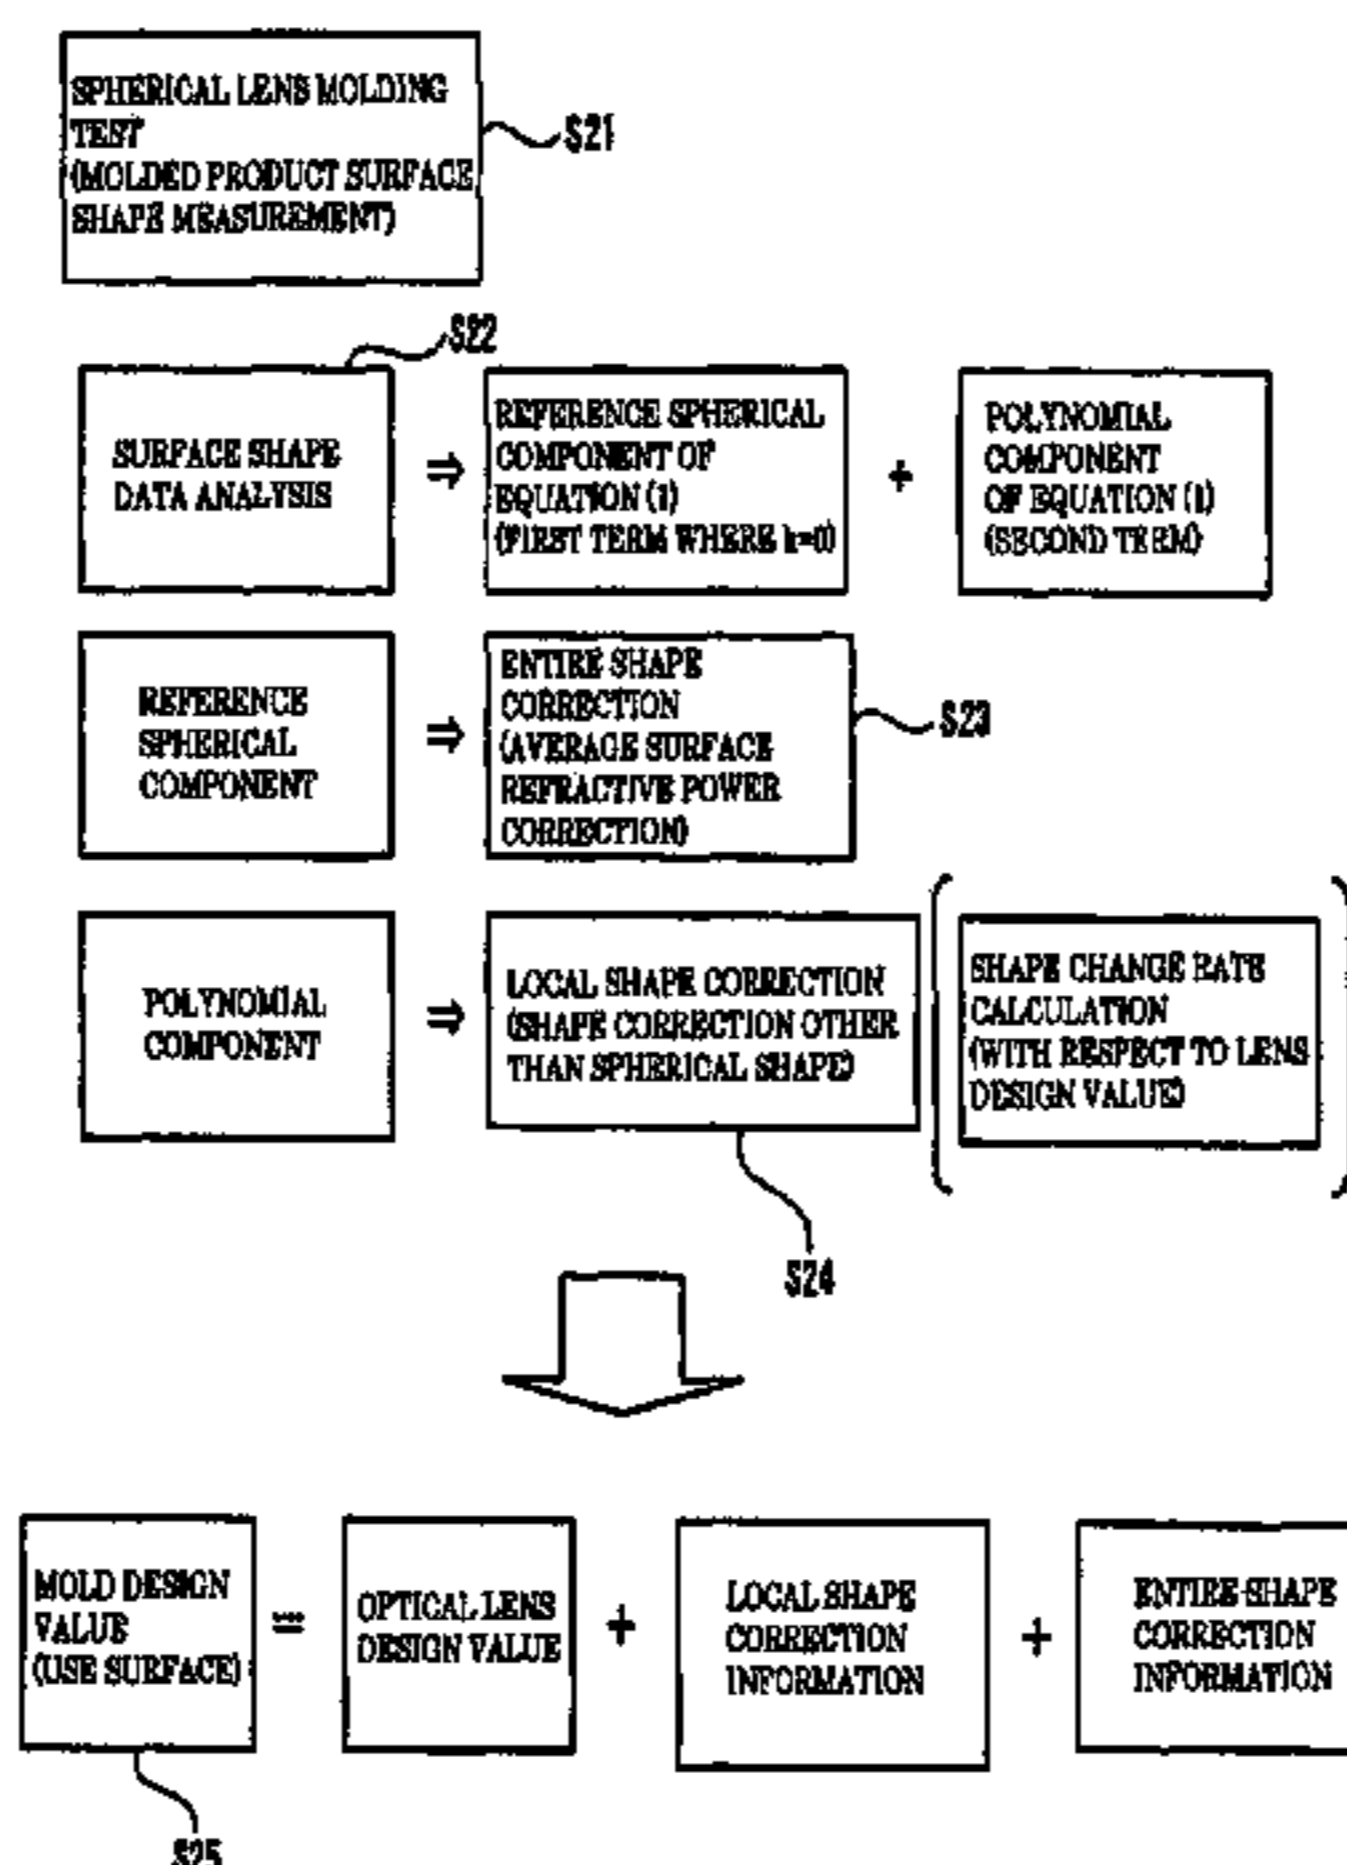 SPHERICAL LENS MOLDING
TEST
(MOLDED PRODUCT SURFACE
SHAPE MEASUREMENT)
S21
S22
SURFACE SHAPE
DATA ANALYSIS
⇒
REFERENCE SPHERICAL
COMPONENT OF
EQUATION (1)
(FIRST TERM WHERE k=0)
+
POLYNOMIAL
COMPONENT
OF EQUATION (1)
(SECOND TERM)
REFERENCE
SPHERICAL
COMPONENT
⇒
ENTIRE SHAPE
CORRECTION
(AVERAGE SURFACE
REFRACTIVE POWER
CORRECTION)
S23
POLYNOMIAL
COMPONENT
⇒
LOCAL SHAPE CORRECTION
(SHAPE CORRECTION OTHER
THAN SPHERICAL SHAPE)
SHAPE CHANGE RATE
CALCULATION
(WITH RESPECT TO LENS
DESIGN VALUE)
S24
MOLD DESIGN
VALUE
(USE SURFACE)
=
OPTICAL LENS
DESIGN VALUE
+
LOCAL SHAPE
CORRECTION
INFORMATION
+
ENTIRE SHAPE
CORRECTION
INFORMATION
S25